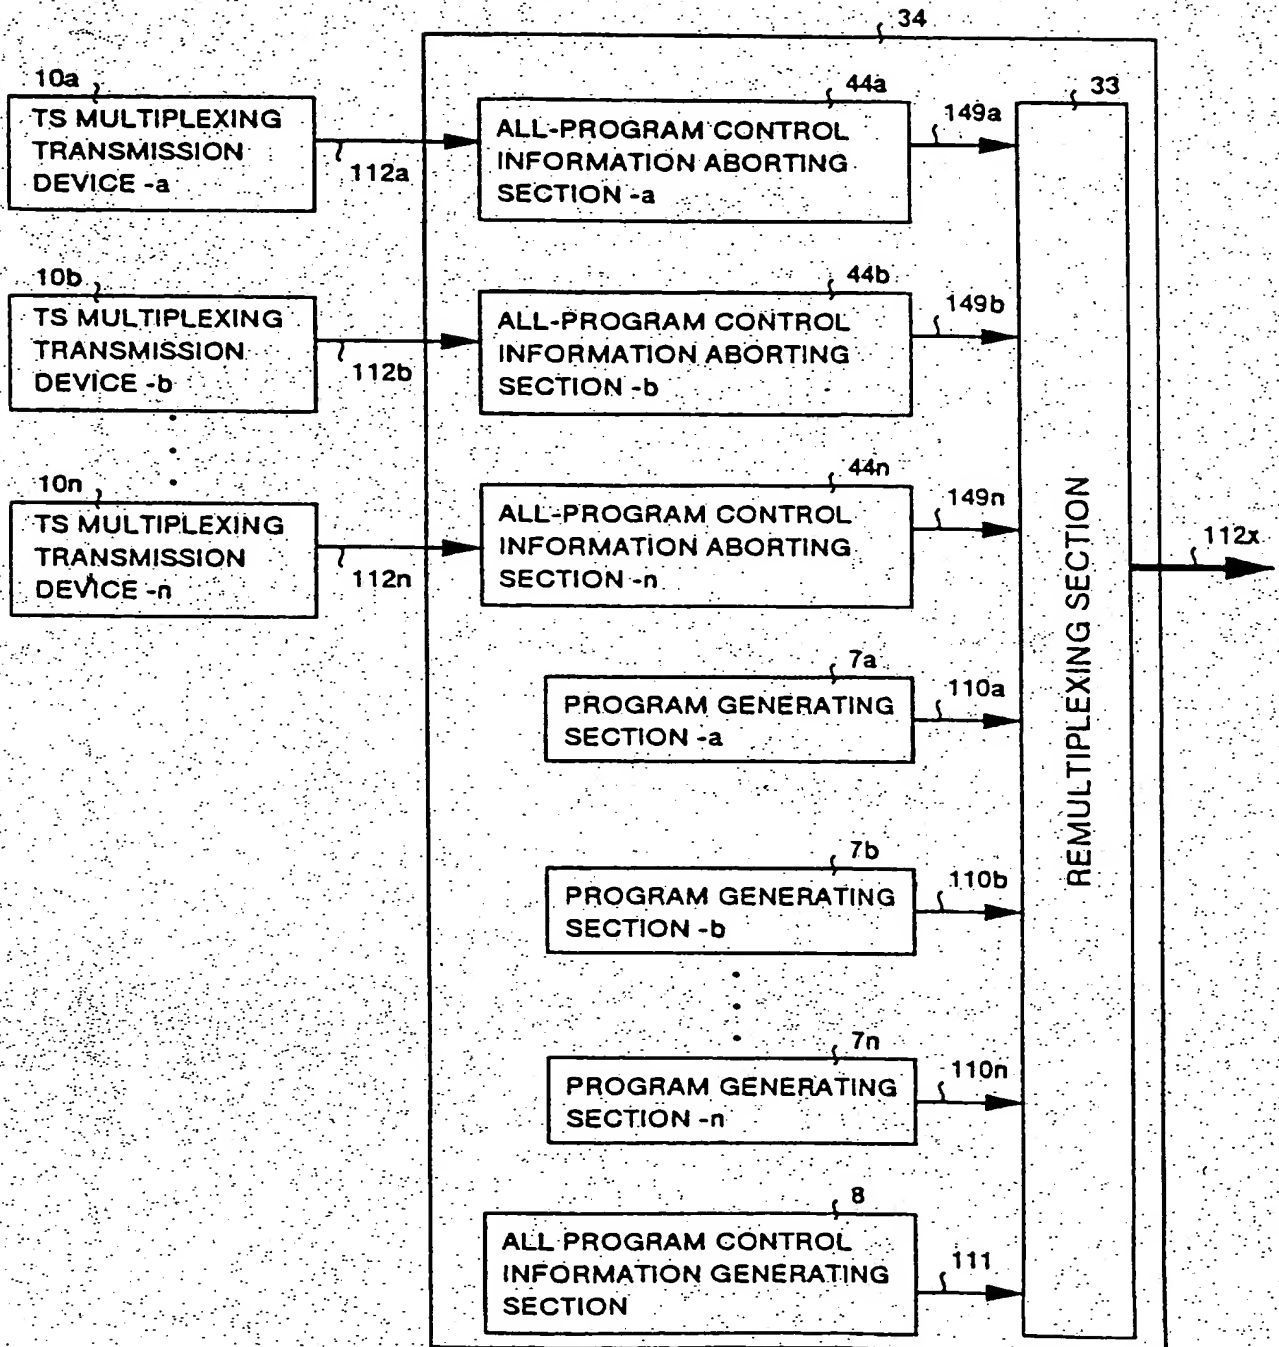 34
10a
TS MULTIPLEXING
TRANSMISSION
DEVICE -a
112a
44a
ALL-PROGRAM CONTROL
INFORMATION ABORTING
SECTION -a
149a
33
10b
TS MULTIPLEXING
TRANSMISSION
DEVICE -b
112b
44b
ALL-PROGRAM CONTROL
INFORMATION ABORTING
SECTION -b
149b
10n
TS MULTIPLEXING
TRANSMISSION
DEVICE -n
112n
44n
ALL-PROGRAM CONTROL
INFORMATION ABORTING
SECTION -n
149n
REMULTIPLEXING SECTION
112x
7a
PROGRAM GENERATING
SECTION -a
110a
7b
PROGRAM GENERATING
SECTION -b
110b
7n
PROGRAM GENERATING
SECTION -n
110n
8
ALL PROGRAM CONTROL
INFORMATION GENERATING
SECTION
111